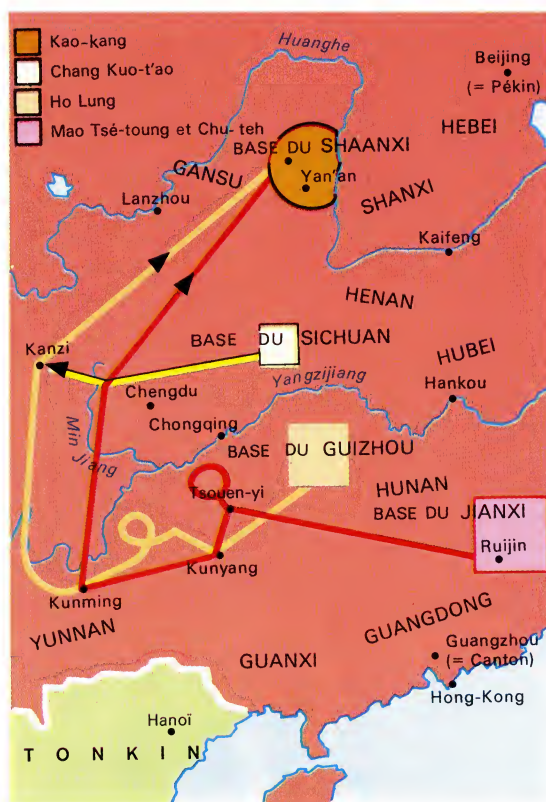 Kao-kang
Chang Kuo-t'ao
Ho Lung
Mao Tsé-toung et Chu-teh
Huanghe
Beijing
(= Pékin)
HEBEI
BASE DU SHAANXI
GANSU
Yan'an
SHANXI
Lanzhou
Kaifeng
HENAN
BASE DU SICHUAN
Kanzi
HUBEI
Yangzijiang
Chengdu
Hankou
Min Jiang
Chongqing
BASE DU GUIZHOU
HUNAN
Tsouen-yi
BASE DU JIANXI
Ruijin
Kunyang
Kunming
YUNNAN
GUANGDONG
GUANXI
Guangzhou
(= Canton)
Hong-Kong
Hanoï
TONKIN